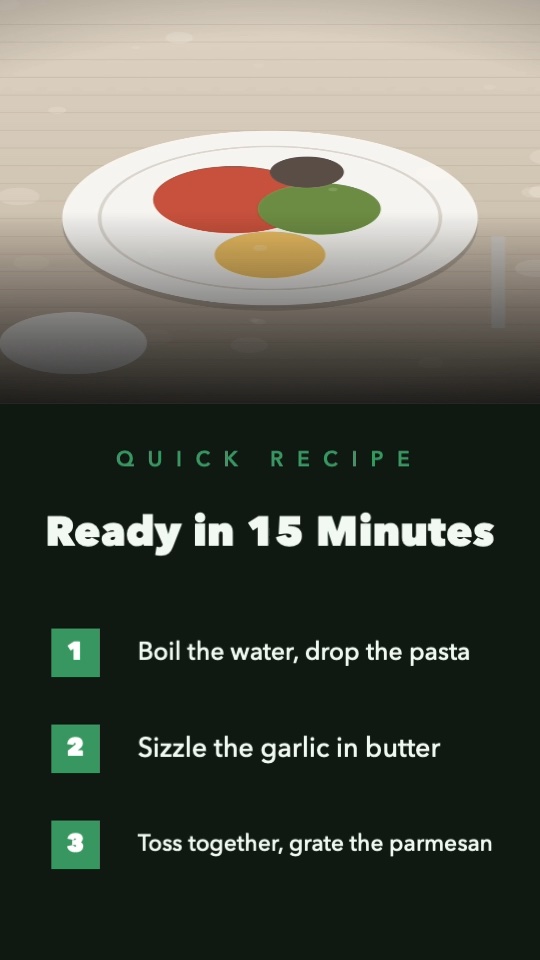 QUICK RECIPE
Ready in 15 Minutes
1 Boil the water, drop the pasta
2 Sizzle the garlic in butter
3 Toss together, grate the parmesan